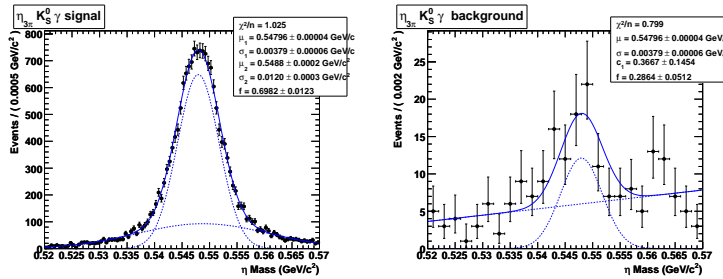 η3π K⁰S γ signal
χ²/n = 1.025
μ1 = 0.54796 ± 0.00004 GeV/c
σ1 = 0.00379 ± 0.00006 GeV/c
μ2 = 0.5488 ± 0.0002 GeV/c²
σ2 = 0.0120 ± 0.0003 GeV/c²
f = 0.6982 ± 0.0123
Events / ( 0.0005 GeV/c² )
800
700
600
500
400
300
200
100
0
0.52 0.525 0.53 0.535 0.54 0.545 0.55 0.555 0.56 0.565 0.57
η Mass (GeV/c²)
η3π K⁰S γ background
χ²/n = 0.799
μ = 0.54796 ± 0.00004 GeV/c²
σ = 0.00379 ± 0.00006 GeV/c²
c1 = 0.3667 ± 0.1454
f = 0.2864 ± 0.0512
Events / ( 0.002 GeV/c² )
25
20
15
10
5
0
0.52 0.525 0.53 0.535 0.54 0.545 0.55 0.555 0.56 0.565 0.57
η Mass (GeV/c²)